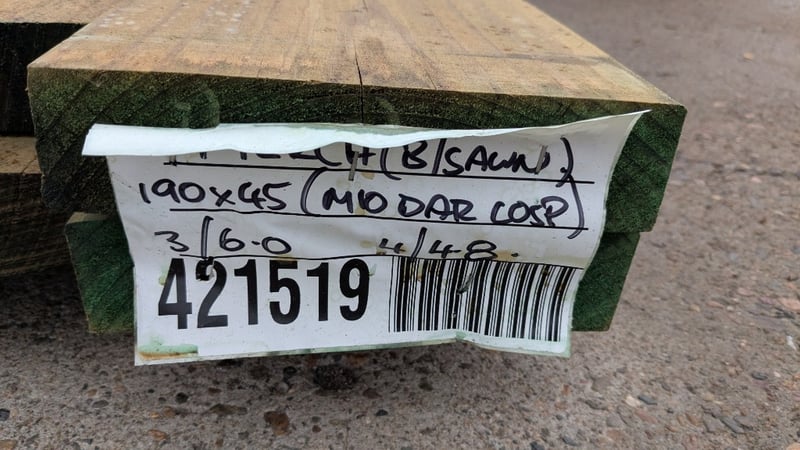 (B/SAWN)
190x45 (M10 DAR COSP)
3/6.0 4/4.8.
421519